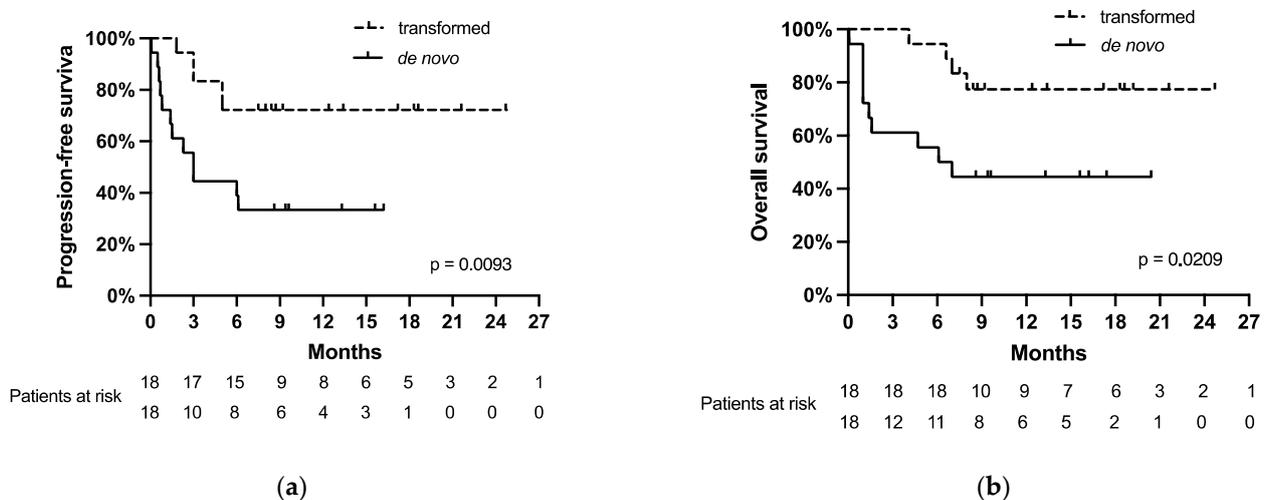 transformed
de novo
Progression-free surviva
100%
80%
60%
40%
20%
0%
p = 0.0093
0 3 6 9 12 15 18 21 24 27
Months
Patients at risk
18 17 15 9 8 6 5 3 2 1
18 10 8 6 4 3 1 0 0 0
(a)
transformed
de novo
Overall survival
100%
80%
60%
40%
20%
0%
p = 0.0209
0 3 6 9 12 15 18 21 24 27
Months
Patients at risk
18 18 18 10 9 7 6 3 2 1
18 12 11 8 6 5 2 1 0 0
(b)